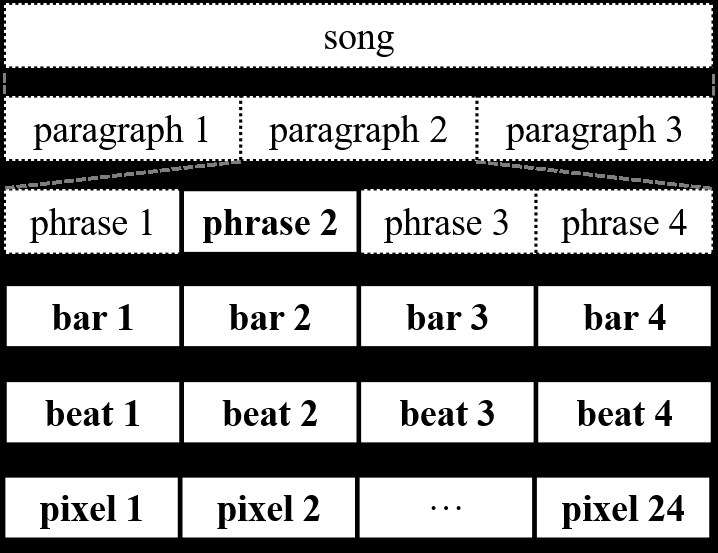 song
paragraph 1 paragraph 2 paragraph 3
phrase 1 phrase 2 phrase 3 phrase 4
bar 1 bar 2 bar 3 bar 4
beat 1 beat 2 beat 3 beat 4
pixel 1 pixel 2 ··· pixel 24